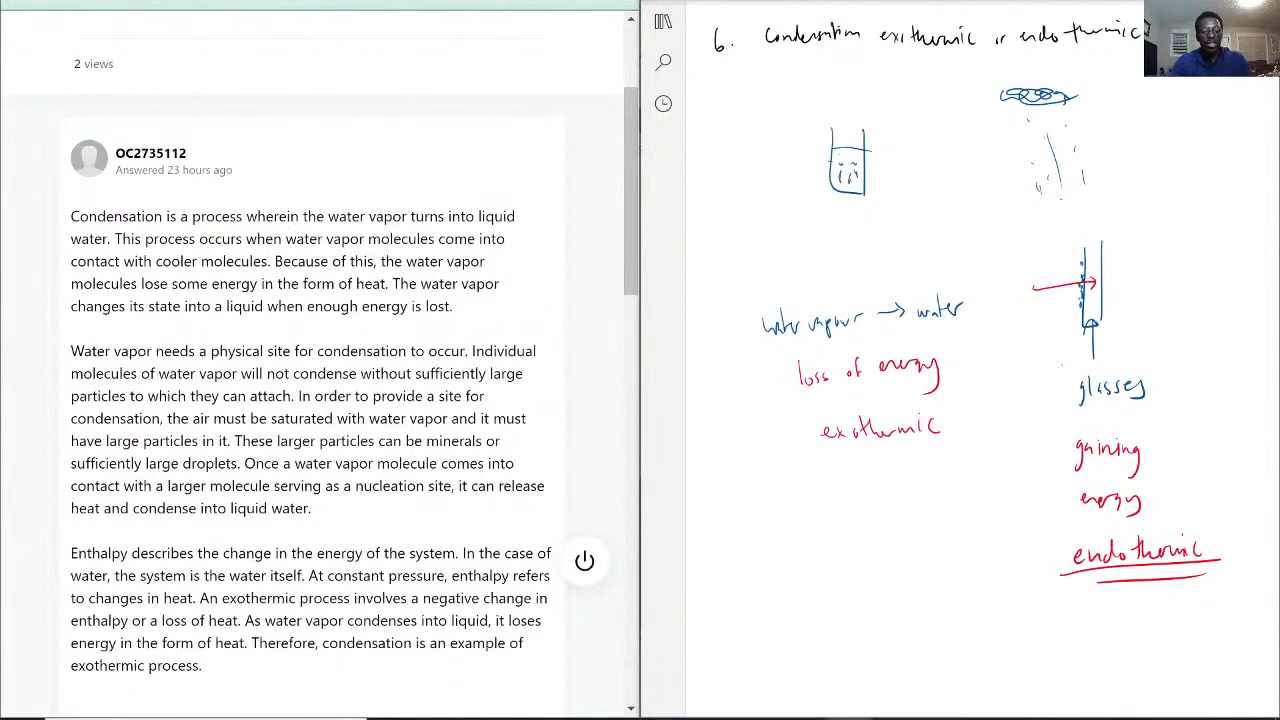 2 views
OC2735112
Answered 23 hours ago
Condensation is a process wherein the water vapor turns into liquid
water. This process occurs when water vapor molecules come into
contact with cooler molecules. Because of this, the water vapor
molecules lose some energy in the form of heat. The water vapor
changes its state into a liquid when enough energy is lost.
Water vapor needs a physical site for condensation to occur. Individual
molecules of water vapor will not condense without sufficiently large
particles to which they can attach. In order to provide a site for
condensation, the air must be saturated with water vapor and it must
have large particles in it. These larger particles can be minerals or
sufficiently large droplets. Once a water vapor molecule comes into
contact with a larger molecule serving as a nucleation site, it can release
heat and condense into liquid water.
Enthalpy describes the change in the energy of the system. In the case of
water, the system is the water itself. At constant pressure, enthalpy refers
to changes in heat. An exothermic process involves a negative change in
enthalpy or a loss of heat. As water vapor condenses into liquid, it loses
energy in the form of heat. Therefore, condensation is an example of
exothermic process.
6. Condensation exithermic or endothermic
water vapour → water
loss of energy
exothermic
glasses
gaining
energy
endothermic